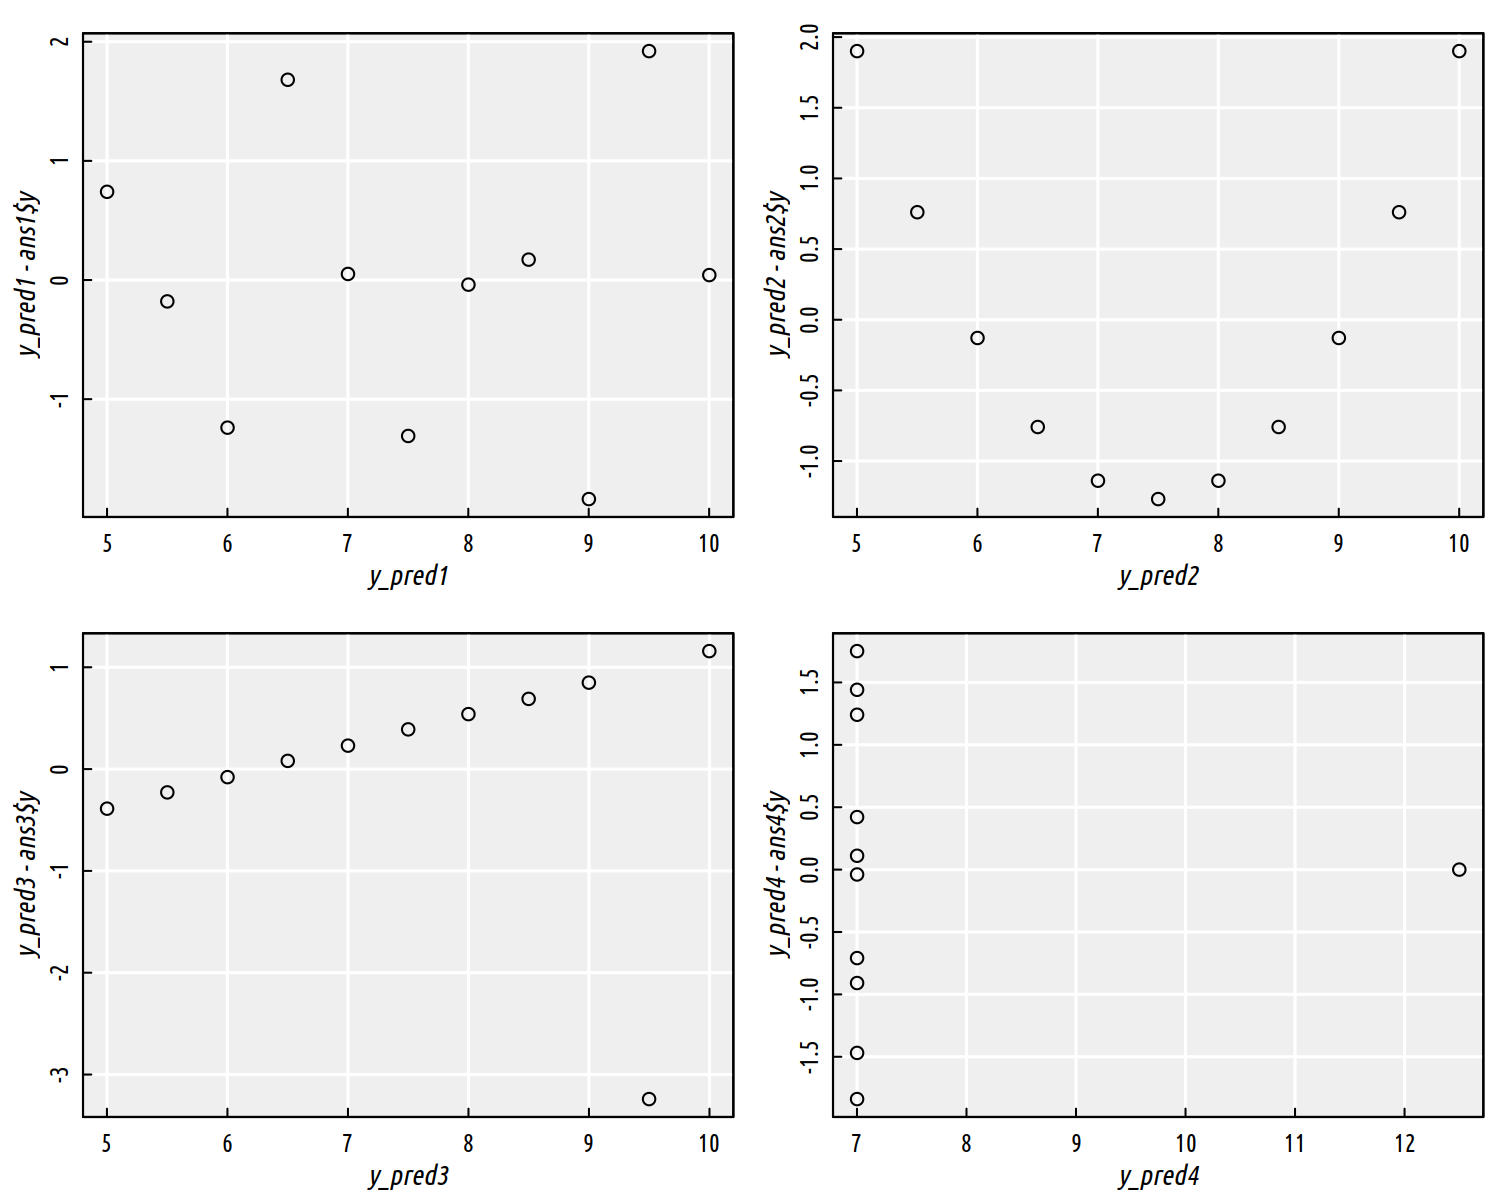 2
1
0
-1
y_pred1 - ans1$y
5 6 7 8 9 10
y_pred1
2.0
1.5
1.0
0.5
0.0
-0.5
-1.0
y_pred2 - ans2$y
5 6 7 8 9 10
y_pred2
1
0
-1
-2
-3
y_pred3 - ans3$y
5 6 7 8 9 10
y_pred3
1.5
1.0
0.5
0.0
-0.5
-1.0
-1.5
y_pred4 - ans4$y
7 8 9 10 11 12
y_pred4